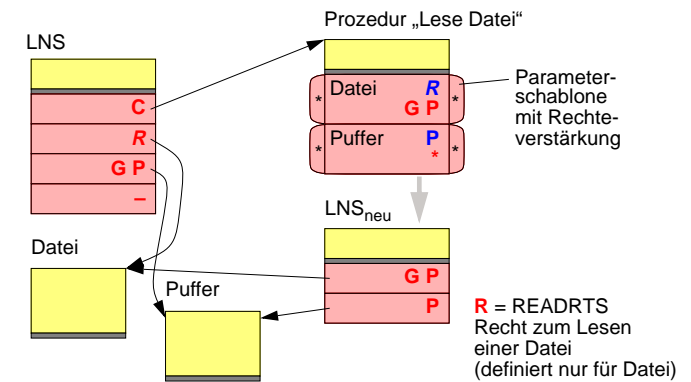 Prozedur „Lese Datei“
LNS
C
R
G P
–
* Datei R *
G P
* Puffer P *
*
Parameter-
schablone
mit Rechte-
verstärkung
LNSneu
G P
P
Datei
Puffer
R = READRTS
Recht zum Lesen
einer Datei
(definiert nur für Datei)